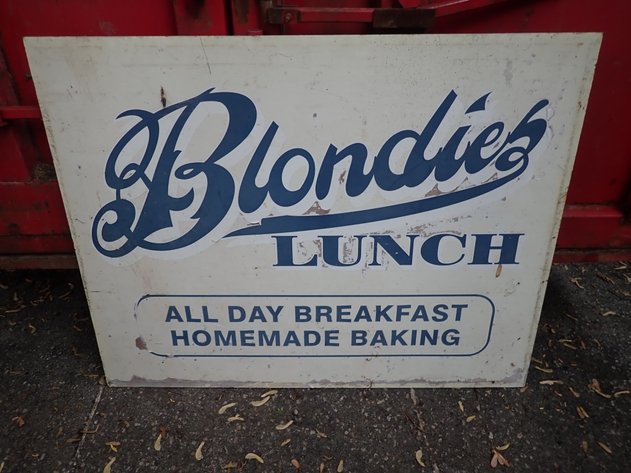 Blondies
LUNCH
ALL DAY BREAKFAST
HOMEMADE BAKING